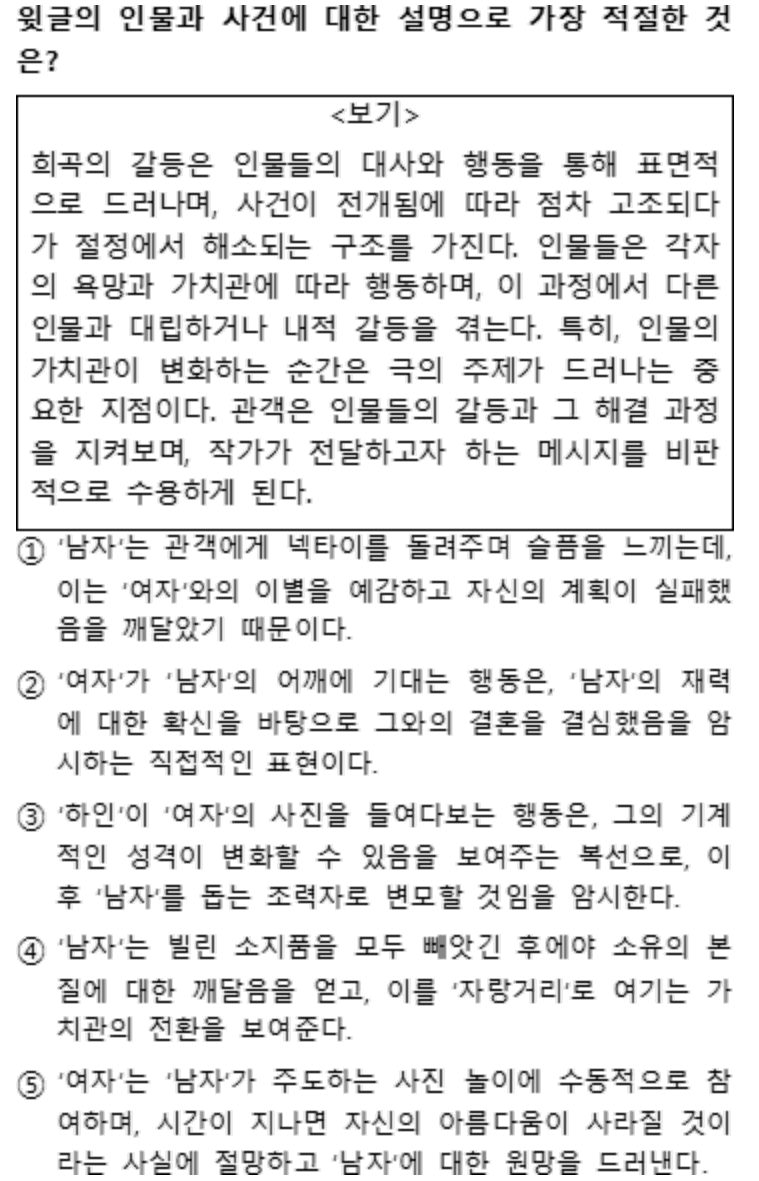 윗글의 인물과 사건에 대한 설명으로 가장 적절한 것
은?
<보기>
희곡의 갈등은 인물들의 대사와 행동을 통해 표면적
으로 드러나며, 사건이 전개됨에 따라 점차 고조되다
가 절정에서 해소되는 구조를 가진다. 인물들은 각자
의 욕망과 가치관에 따라 행동하며, 이 과정에서 다른
인물과 대립하거나 내적 갈등을 겪는다. 특히, 인물의
가치관이 변화하는 순간은 극의 주제가 드러나는 중
요한 지점이다. 관객은 인물들의 갈등과 그 해결 과정
을 지켜보며, 작가가 전달하고자 하는 메시지를 비판
적으로 수용하게 된다.
① '남자'는 관객에게 넥타이를 돌려주며 슬픔을 느끼는데,
이는 '여자'와의 이별을 예감하고 자신의 계획이 실패했
음을 깨달았기 때문이다.
② '여자'가 '남자'의 어깨에 기대는 행동은, '남자'의 재력
에 대한 확신을 바탕으로 그와의 결혼을 결심했음을 암
시하는 직접적인 표현이다.
③ '하인'이 '여자'의 사진을 들여다보는 행동은, 그의 기계
적인 성격이 변화할 수 있음을 보여주는 복선으로, 이
후 '남자'를 돕는 조력자로 변모할 것임을 암시한다.
④ '남자'는 빌린 소지품을 모두 빼앗긴 후에야 소유의 본
질에 대한 깨달음을 얻고, 이를 '자랑거리'로 여기는 가
치관의 전환을 보여준다.
⑤ '여자'는 '남자'가 주도하는 사진 놀이에 수동적으로 참
여하며, 시간이 지나면 자신의 아름다움이 사라질 것이
라는 사실에 절망하고 '남자'에 대한 원망을 드러낸다.